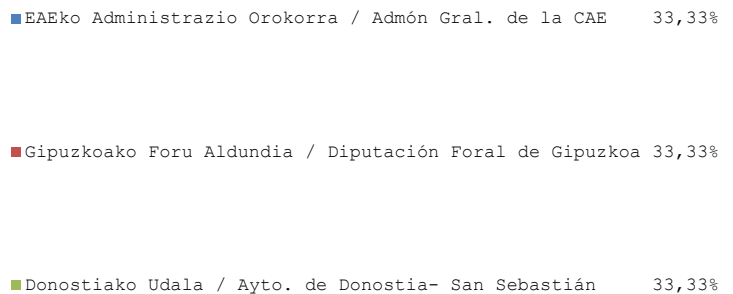 EAEko Administrazio Orokorra / Admón Gral. de la CAE 33,33%
Gipuzkoako Foru Aldundia / Diputación Foral de Gipuzkoa 33,33%
Donostiako Udala / Ayto. de Donostia- San Sebastián 33,33%